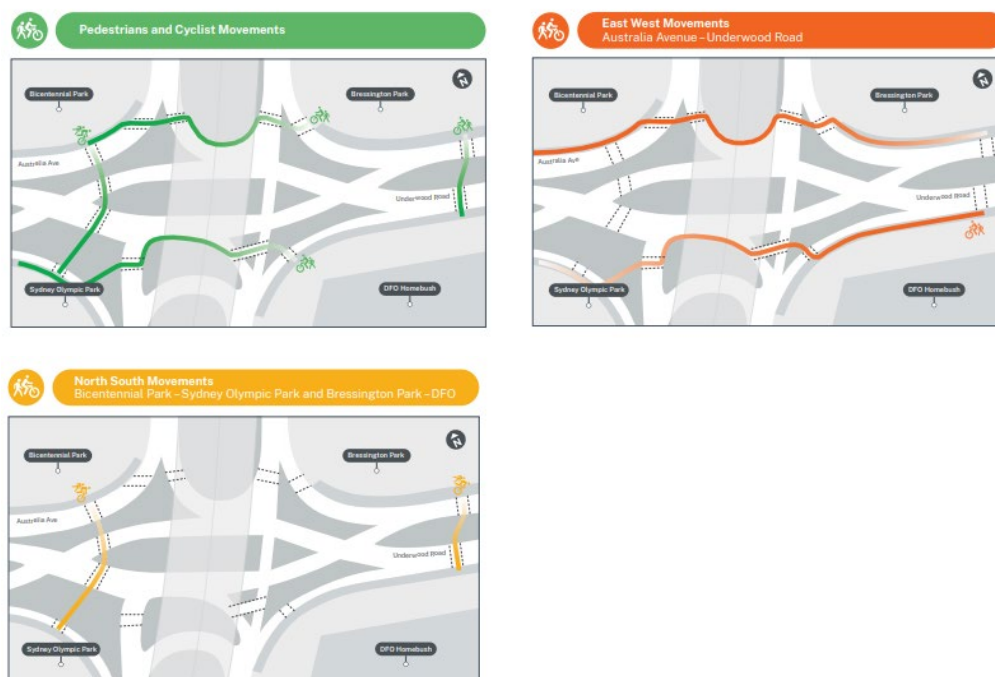 Pedestrians and Cyclist Movements
N
Bicentennial Park
Bressington Park
Australia Ave
Underwood Road
Sydney Olympic Park
DFO Homebush
East West Movements
Australia Avenue – Underwood Road
N
Bicentennial Park
Bressington Park
Australia Ave
Underwood Road
Sydney Olympic Park
DFO Homebush
North South Movements
Bicentennial Park – Sydney Olympic Park and Bressington Park – DFO
N
Bicentennial Park
Bressington Park
Australia Ave
Underwood Road
Sydney Olympic Park
DFO Homebush